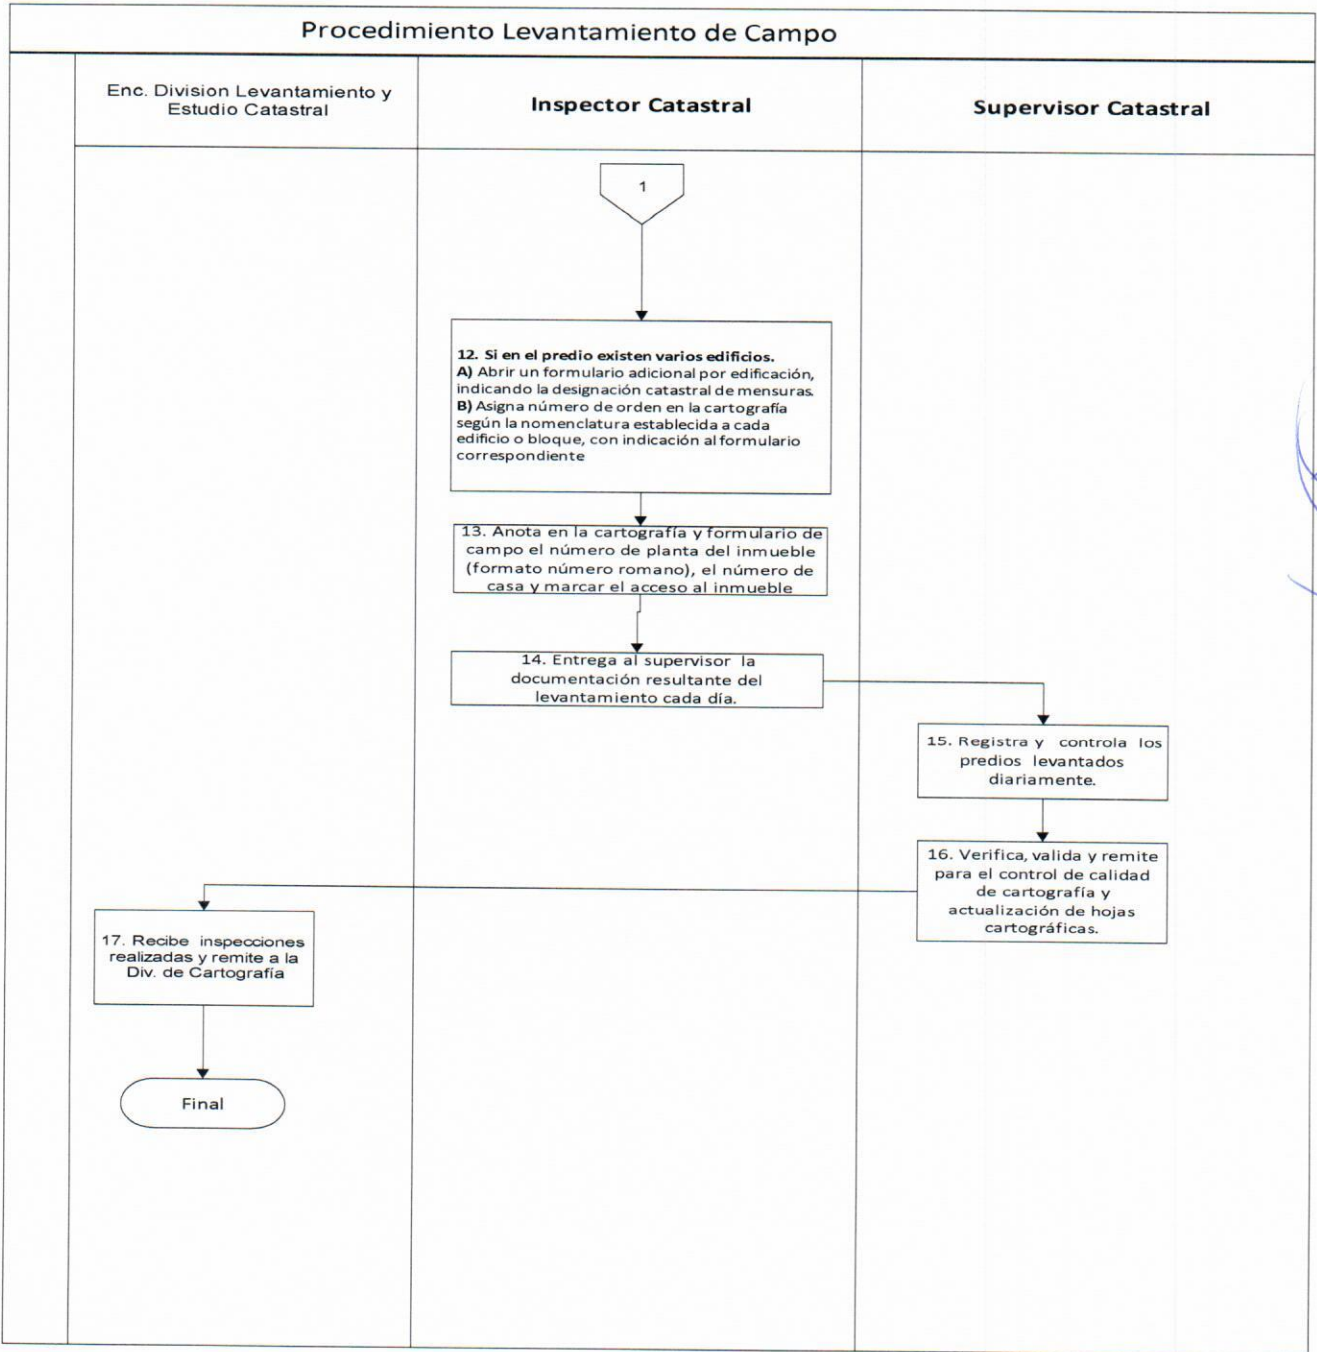 Procedimiento Levantamiento de Campo
Enc. Division Levantamiento y
Estudio Catastral
Inspector Catastral
Supervisor Catastral
1
12. Si en el predio existen varios edificios.
A) Abrir un formulario adicional por edificación,
indicando la designación catastral de mensuras.
B) Asigna número de orden en la cartografía
según la nomenclatura establecida a cada
edificio o bloque, con indicación al formulario
correspondiente
13. Anota en la cartografía y formulario de
campo el número de planta del inmueble
(formato número romano), el número de
casa y marcar el acceso al inmueble
14. Entrega al supervisor la
documentación resultante del
levantamiento cada día.
15. Registra y controla los
predios levantados
diariamente.
16. Verifica, valida y remite
para el control de calidad
de cartografía y
actualización de hojas
cartográficas.
17. Recibe inspecciones
realizadas y remite a la
Div. de Cartografía
Final